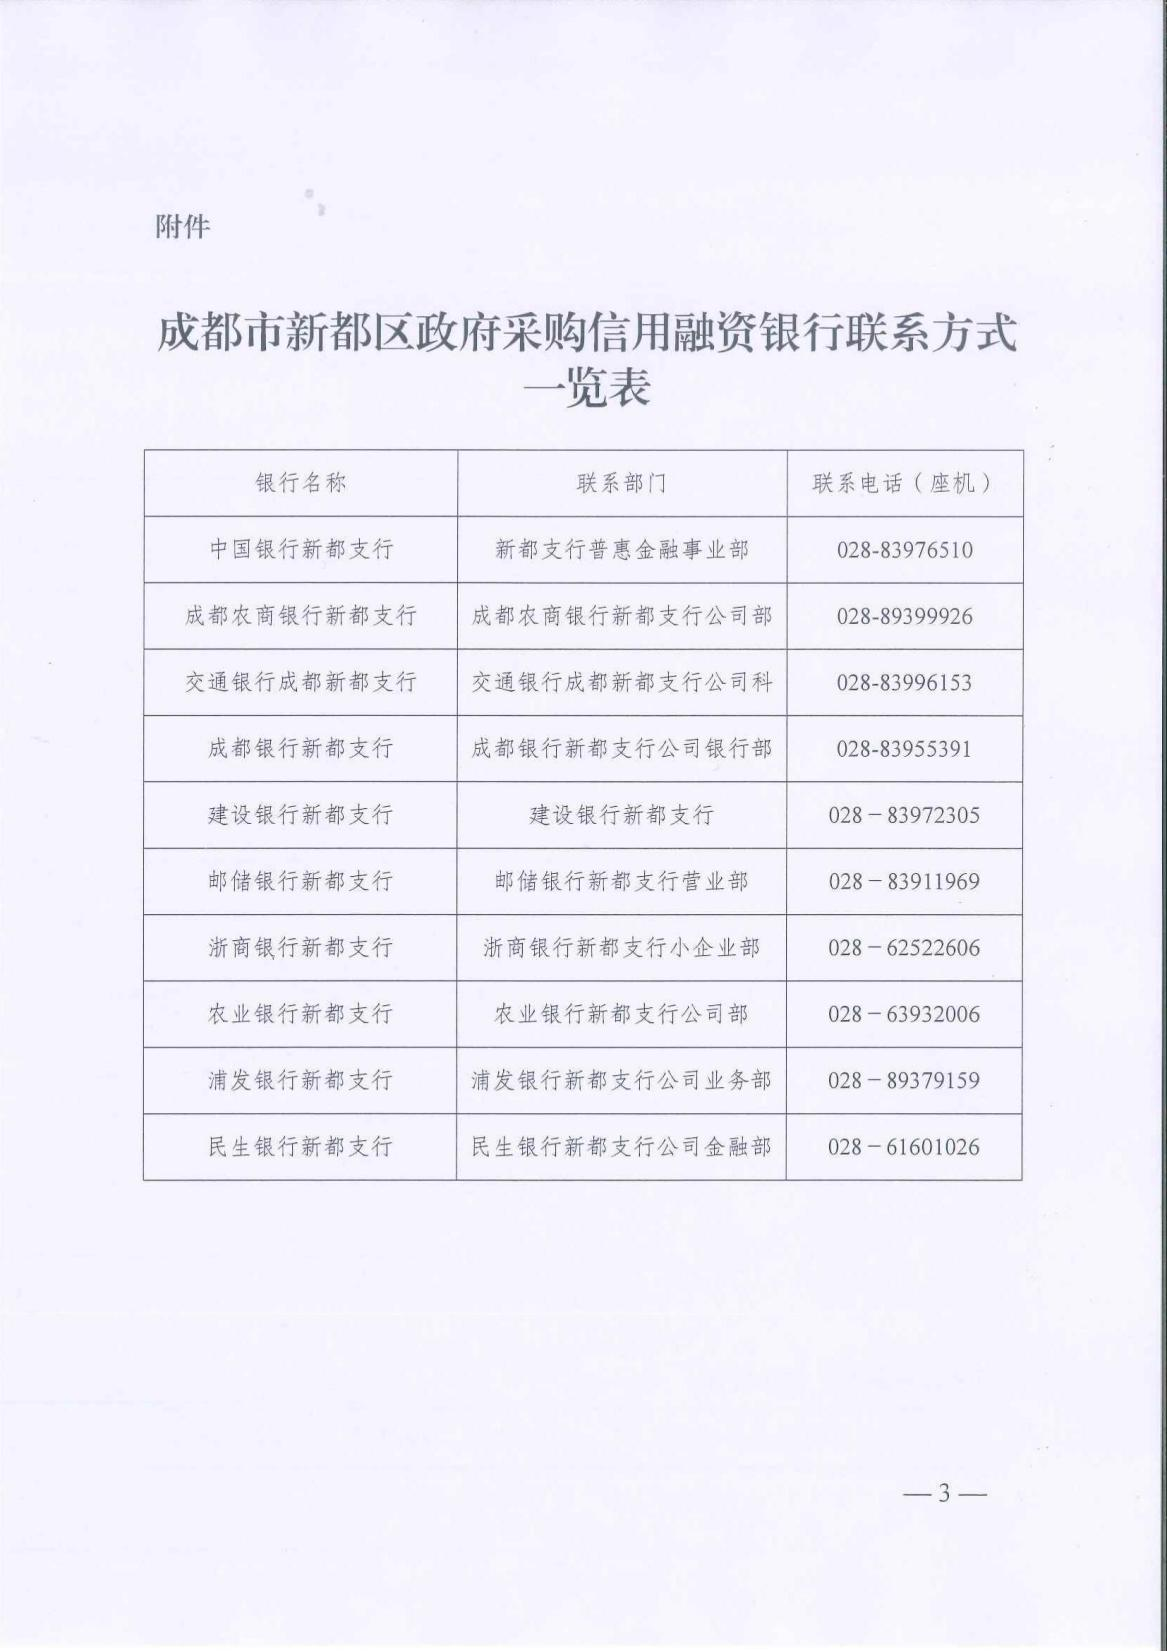 附件
成都市新都区政府采购信用融资银行联系方式
一览表
银行名称 联系部门 联系电话（座机）
中国银行新都支行 新都支行普惠金融事业部 028-83976510
成都农商银行新都支行 成都农商银行新都支行公司部 028-89399926
交通银行成都新都支行 交通银行成都新都支行公司科 028-83996153
成都银行新都支行 成都银行新都支行公司银行部 028-83955391
建设银行新都支行 建设银行新都支行 028－83972305
邮储银行新都支行 邮储银行新都支行营业部 028－83911969
浙商银行新都支行 浙商银行新都支行小企业部 028－62522606
农业银行新都支行 农业银行新都支行公司部 028－63932006
浦发银行新都支行 浦发银行新都支行公司业务部 028－89379159
民生银行新都支行 民生银行新都支行公司金融部 028－61601026
— 3 —